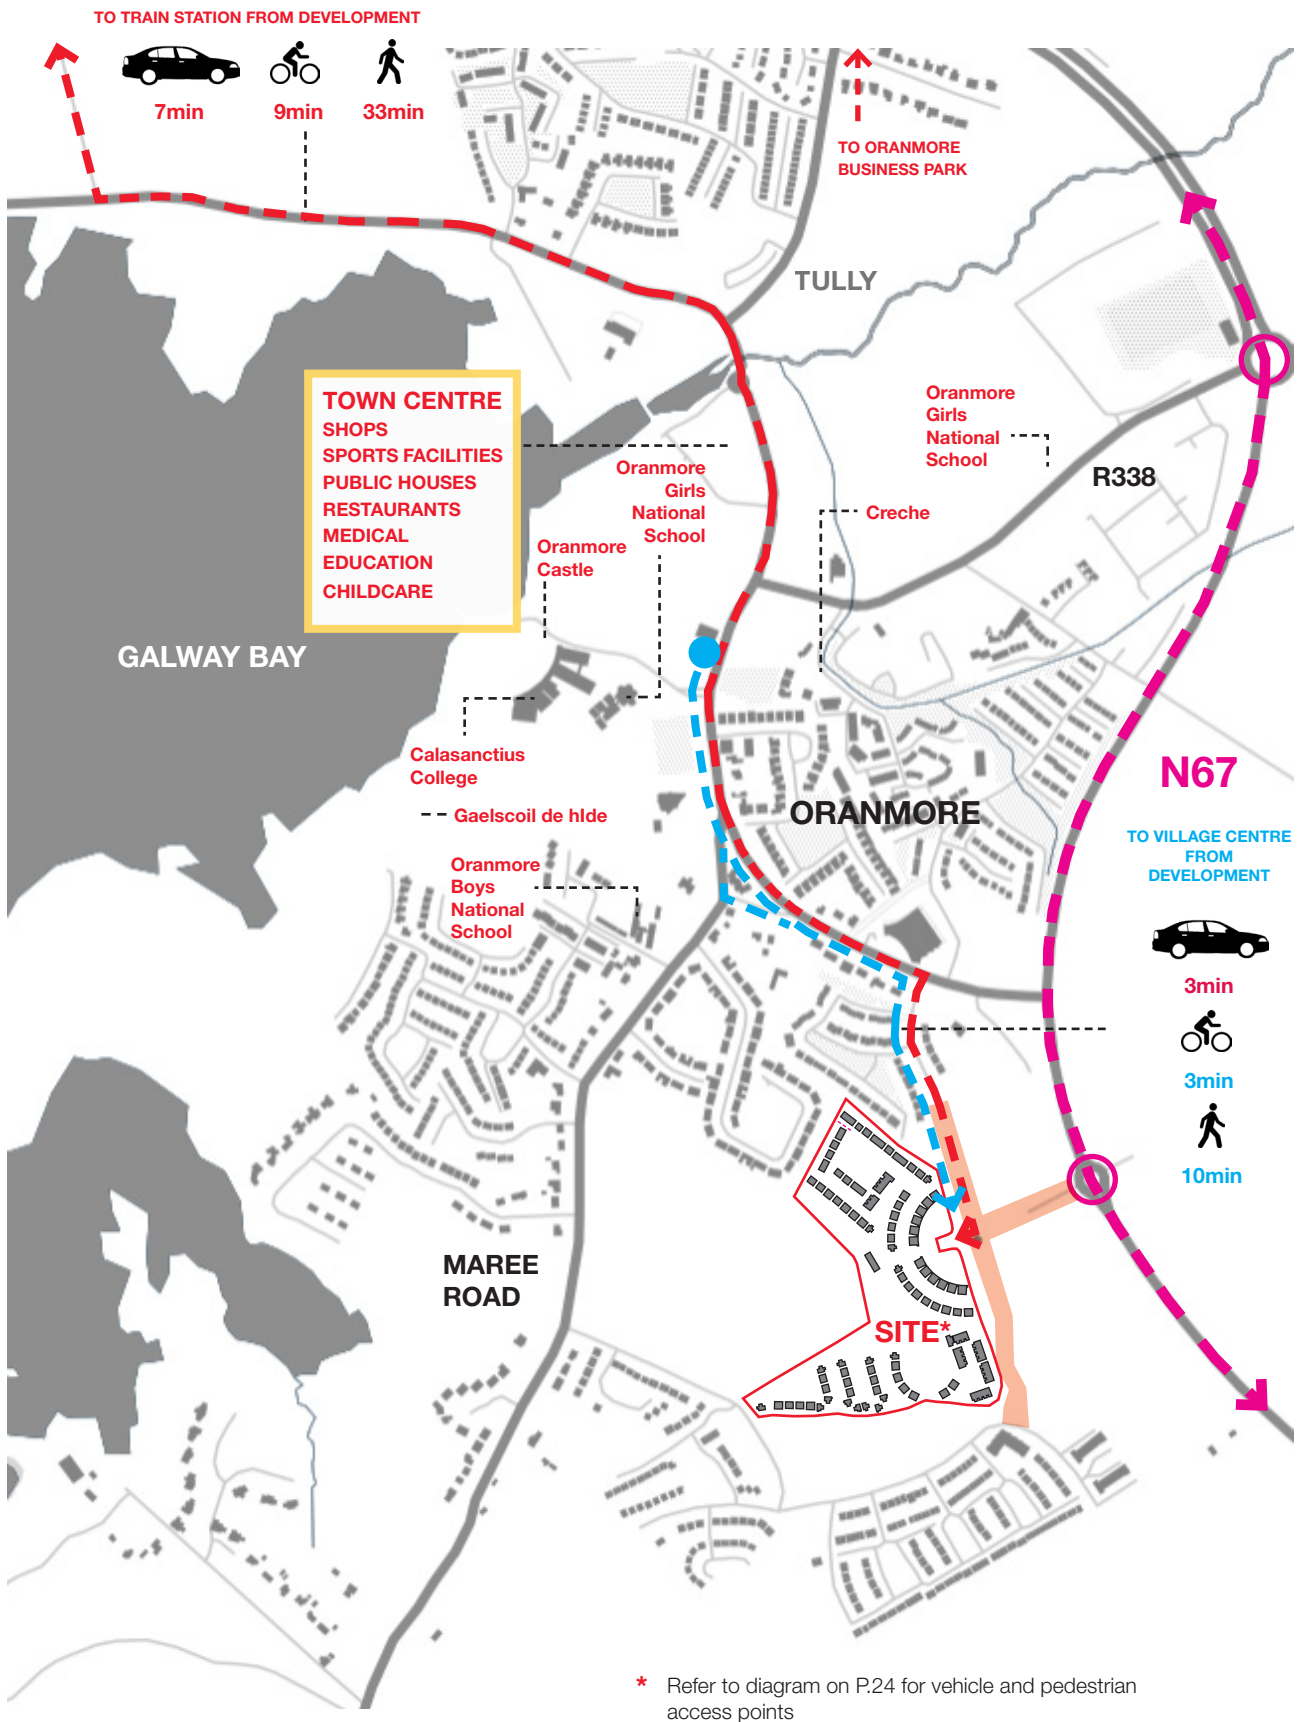 TO TRAIN STATION FROM DEVELOPMENT
7min 9min 33min
TO ORANMORE
BUSINESS PARK
TULLY
TOWN CENTRE
SHOPS
SPORTS FACILITIES
PUBLIC HOUSES
RESTAURANTS
MEDICAL
EDUCATION
CHILDCARE
Oranmore
Girls
National
School
R338
Oranmore
Girls
National
School
Creche
Oranmore
Castle
GALWAY BAY
Calasanctius
College
Gaelscoil de hIde
N67
ORANMORE
TO VILLAGE CENTRE
FROM
DEVELOPMENT
Oranmore
Boys
National
School
3min
3min
10min
MAREE
ROAD
SITE*
* Refer to diagram on P.24 for vehicle and pedestrian
access points